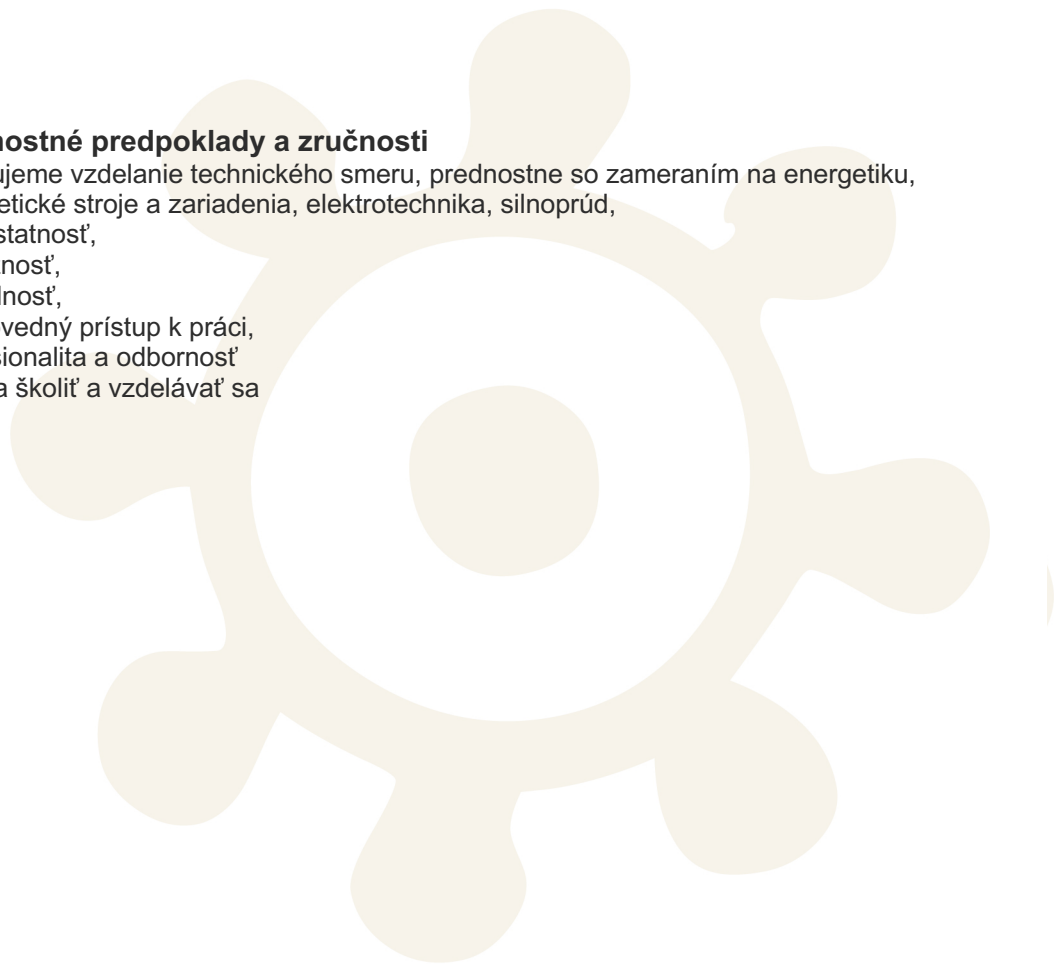 nostné predpoklady a zručnosti
ujeme vzdelanie technického smeru, prednostne so zameraním na energetiku,
etické stroje a zariadenia, elektrotechnika, silnoprúd,
statnosť,
nosť,
lnosť,
vedný prístup k práci,
sionalita a odbornosť
a školiť a vzdelávať sa